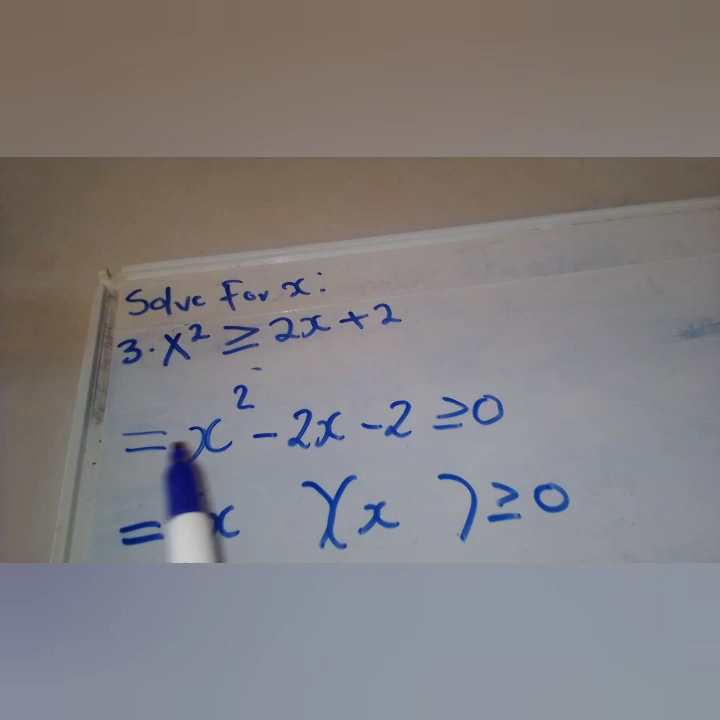 Solve For x:
3. x² ≥ 2x + 2
= x² - 2x - 2 ≥ 0
= x )(x ) ≥ 0